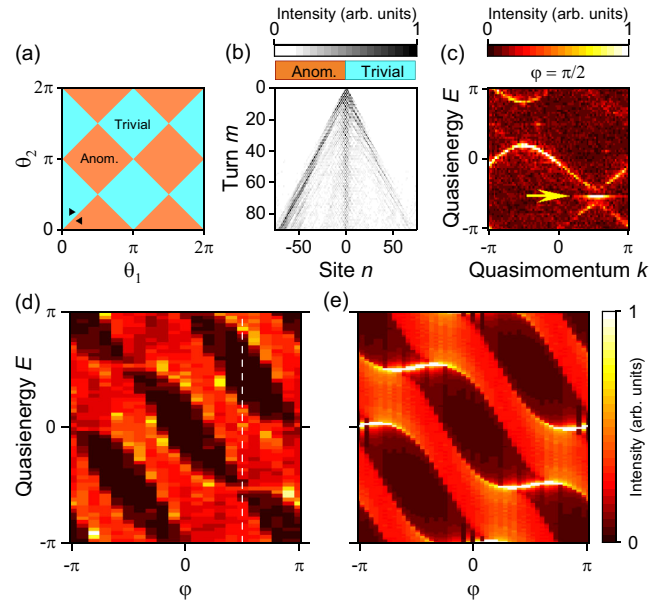 Intensity (arb. units)
0 1
Intensity (arb. units)
0 1
(a)
(b)
(c)
Anom. Trivial
φ = π/2
2π
π
0
θ2
Trivial
Anom.
0 π 2π
θ1
0
20
40
60
80
Turn m
-50 0 50
Site n
π
0
-π
Quasienergy E
-π 0 π
Quasimomentum k
(d)
(e)
π
0
-π
Quasienergy E
-π 0 π
φ
-π 0 π
φ
1
0
Intensity (arb. units)